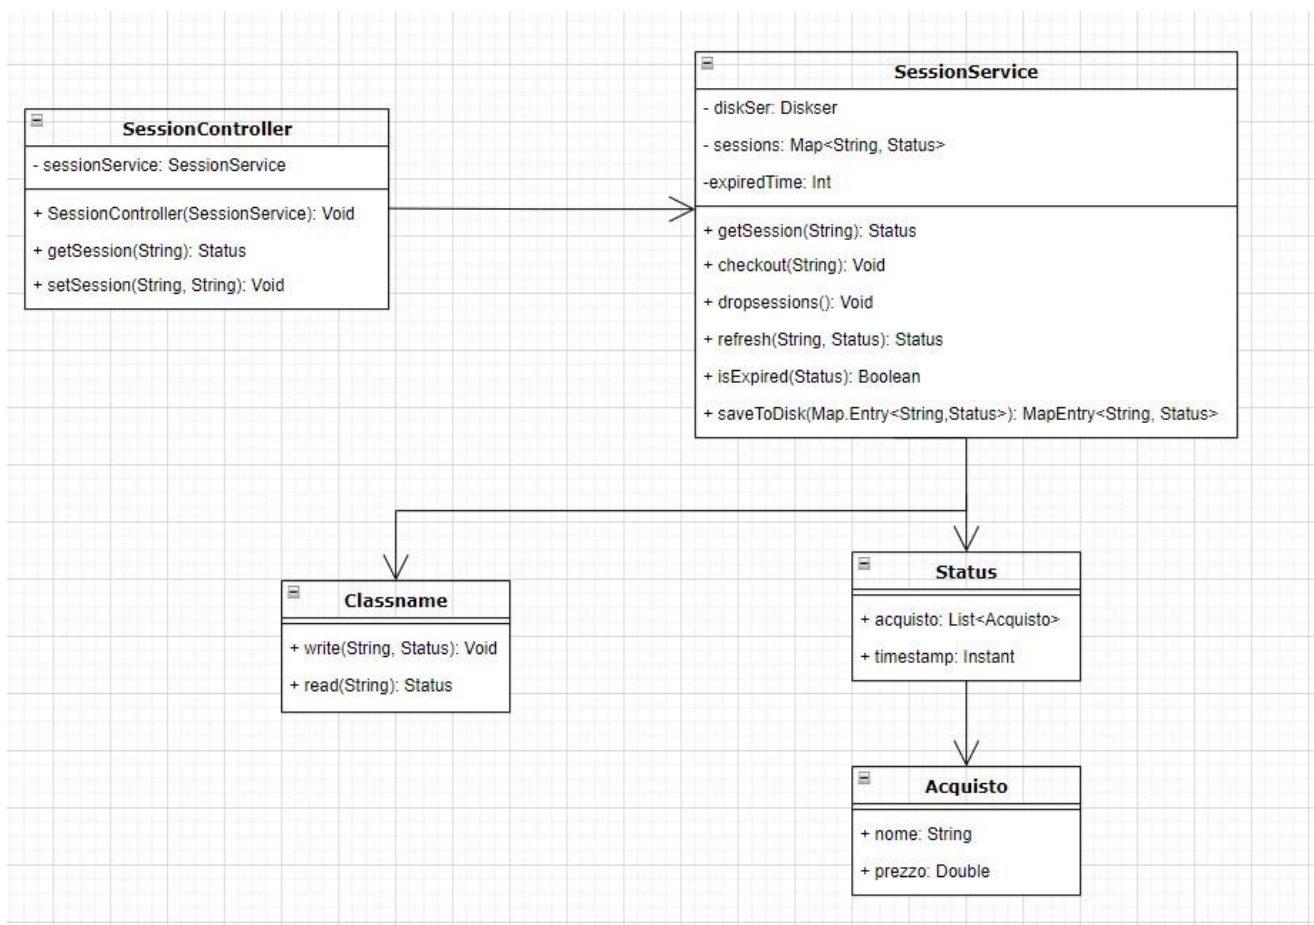 SessionController
- sessionService: SessionService
+ SessionController(SessionService): Void
+ getSession(String): Status
+ setSession(String, String): Void
SessionService
- diskSer: Diskser
- sessions: Map<String, Status>
-expiredTime: Int
+ getSession(String): Status
+ checkout(String): Void
+ dropsessions(): Void
+ refresh(String, Status): Status
+ isExpired(Status): Boolean
+ saveToDisk(Map.Entry<String,Status>): MapEntry<String, Status>
Classname
+ write(String, Status): Void
+ read(String): Status
Status
+ acquisto: List<Acquisto>
+ timestamp: Instant
Acquisto
+ nome: String
+ prezzo: Double